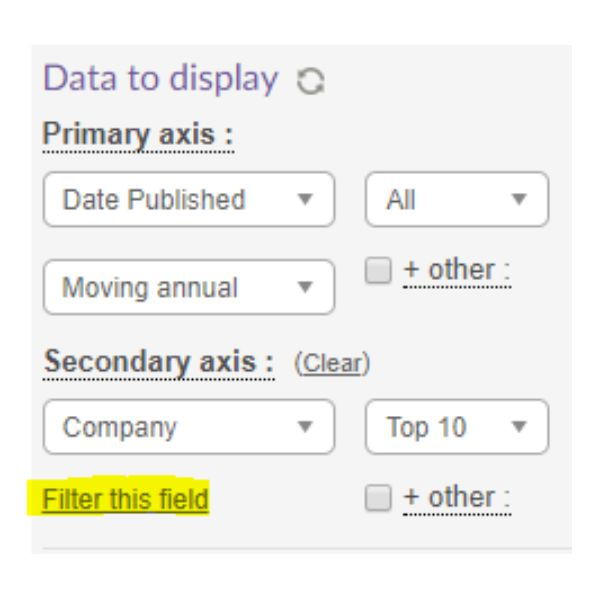 Data to display
Primary axis :
Date Published All
Moving annual + other :
Secondary axis : (Clear)
Company Top 10
Filter this field + other :